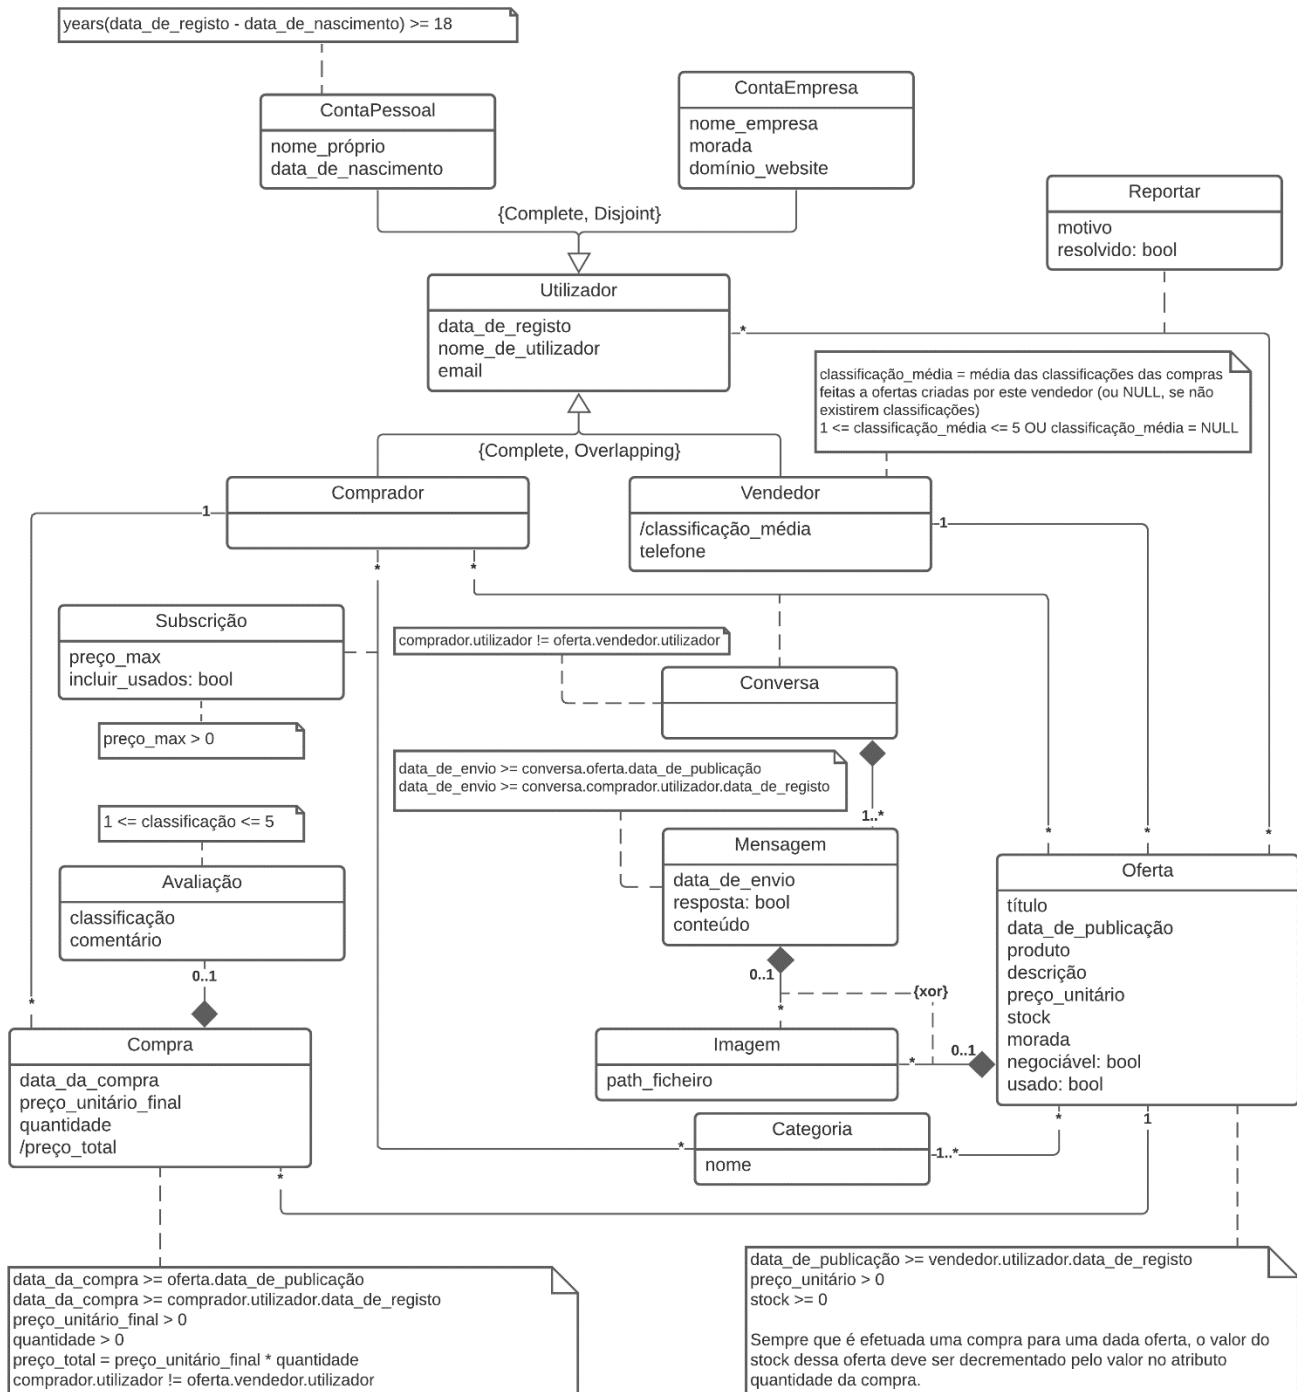 years(data_de_registo - data_de_nascimento) >= 18
ContaPessoal
nome_próprio
data_de_nascimento
ContaEmpresa
nome_empresa
morada
domínio_website
{Complete, Disjoint}
Reportar
motivo
resolvido: bool
Utilizador
data_de_registo
nome_de_utilizador
email
*
classificação_média = média das classificações das compras
feitas a ofertas criadas por este vendedor (ou NULL, se não
existirem classificações)
1 <= classificação_média <= 5 OU classificação_média = NULL
{Complete, Overlapping}
Comprador
1
*
*
Vendedor
/classificação_média
telefone
1
Subscrição
preço_max
incluir_usados: bool
preço_max > 0
comprador.utilizador != oferta.vendedor.utilizador
Conversa
data_de_envio >= conversa.oferta.data_de_publicação
data_de_envio >= conversa.comprador.utilizador.data_de_registo
1..*
*
*
*
1 <= classificação <= 5
Avaliação
classificação
comentário
0..1
Mensagem
data_de_envio
resposta: bool
conteúdo
0..1
{xor}
*
Oferta
título
data_de_publicação
produto
descrição
preço_unitário
stock
morada
negociável: bool
usado: bool
*
Compra
data_da_compra
preço_unitário_final
quantidade
/preço_total
*
Imagem
path_ficheiro
*
0..1
Categoria
nome
*
1..*
*
1
data_da_compra >= oferta.data_de_publicação
data_da_compra >= comprador.utilizador.data_de_registo
preço_unitário_final > 0
quantidade > 0
preço_total = preço_unitário_final * quantidade
comprador.utilizador != oferta.vendedor.utilizador
data_de_publicação >= vendedor.utilizador.data_de_registo
preço_unitário > 0
stock >= 0
Sempre que é efetuada uma compra para uma dada oferta, o valor do
stock dessa oferta deve ser decrementado pelo valor no atributo
quantidade da compra.